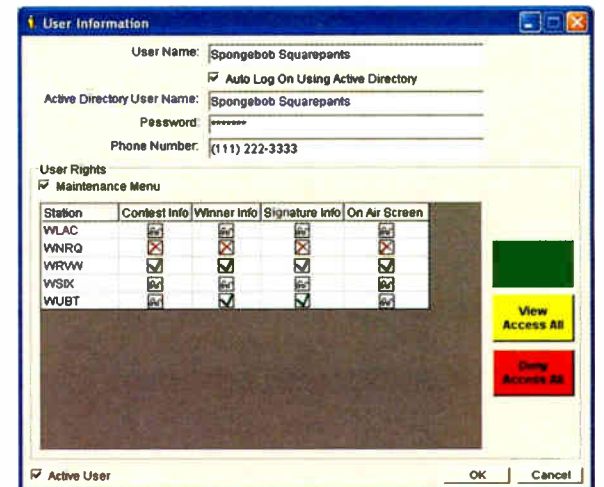 User Information
User Name: Spongebob Squarepants
Auto Log On Using Active Directory
Active Directory User Name: Spongebob Squarepants
Password: *******
Phone Number: (111) 222-3333
User Rights
Maintenance Menu
Station Contest Info Winner Info Signature Info On Air Screen
WLAC
WNRQ
WRVW
WSIX
WUBT
View
Access All
Deny
Access All
Active User OK Cancel